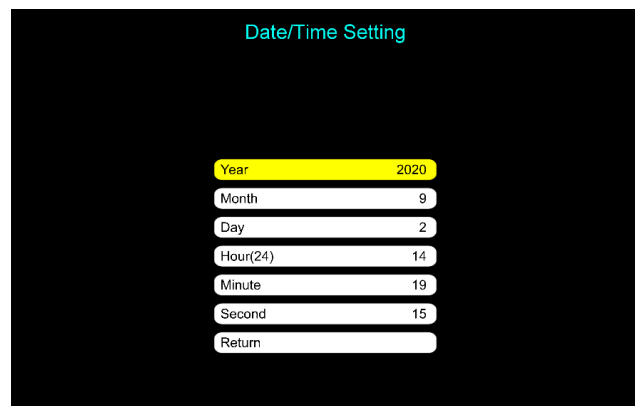 Date/Time Setting
Year 2020
Month 9
Day 2
Hour(24) 14
Minute 19
Second 15
Return